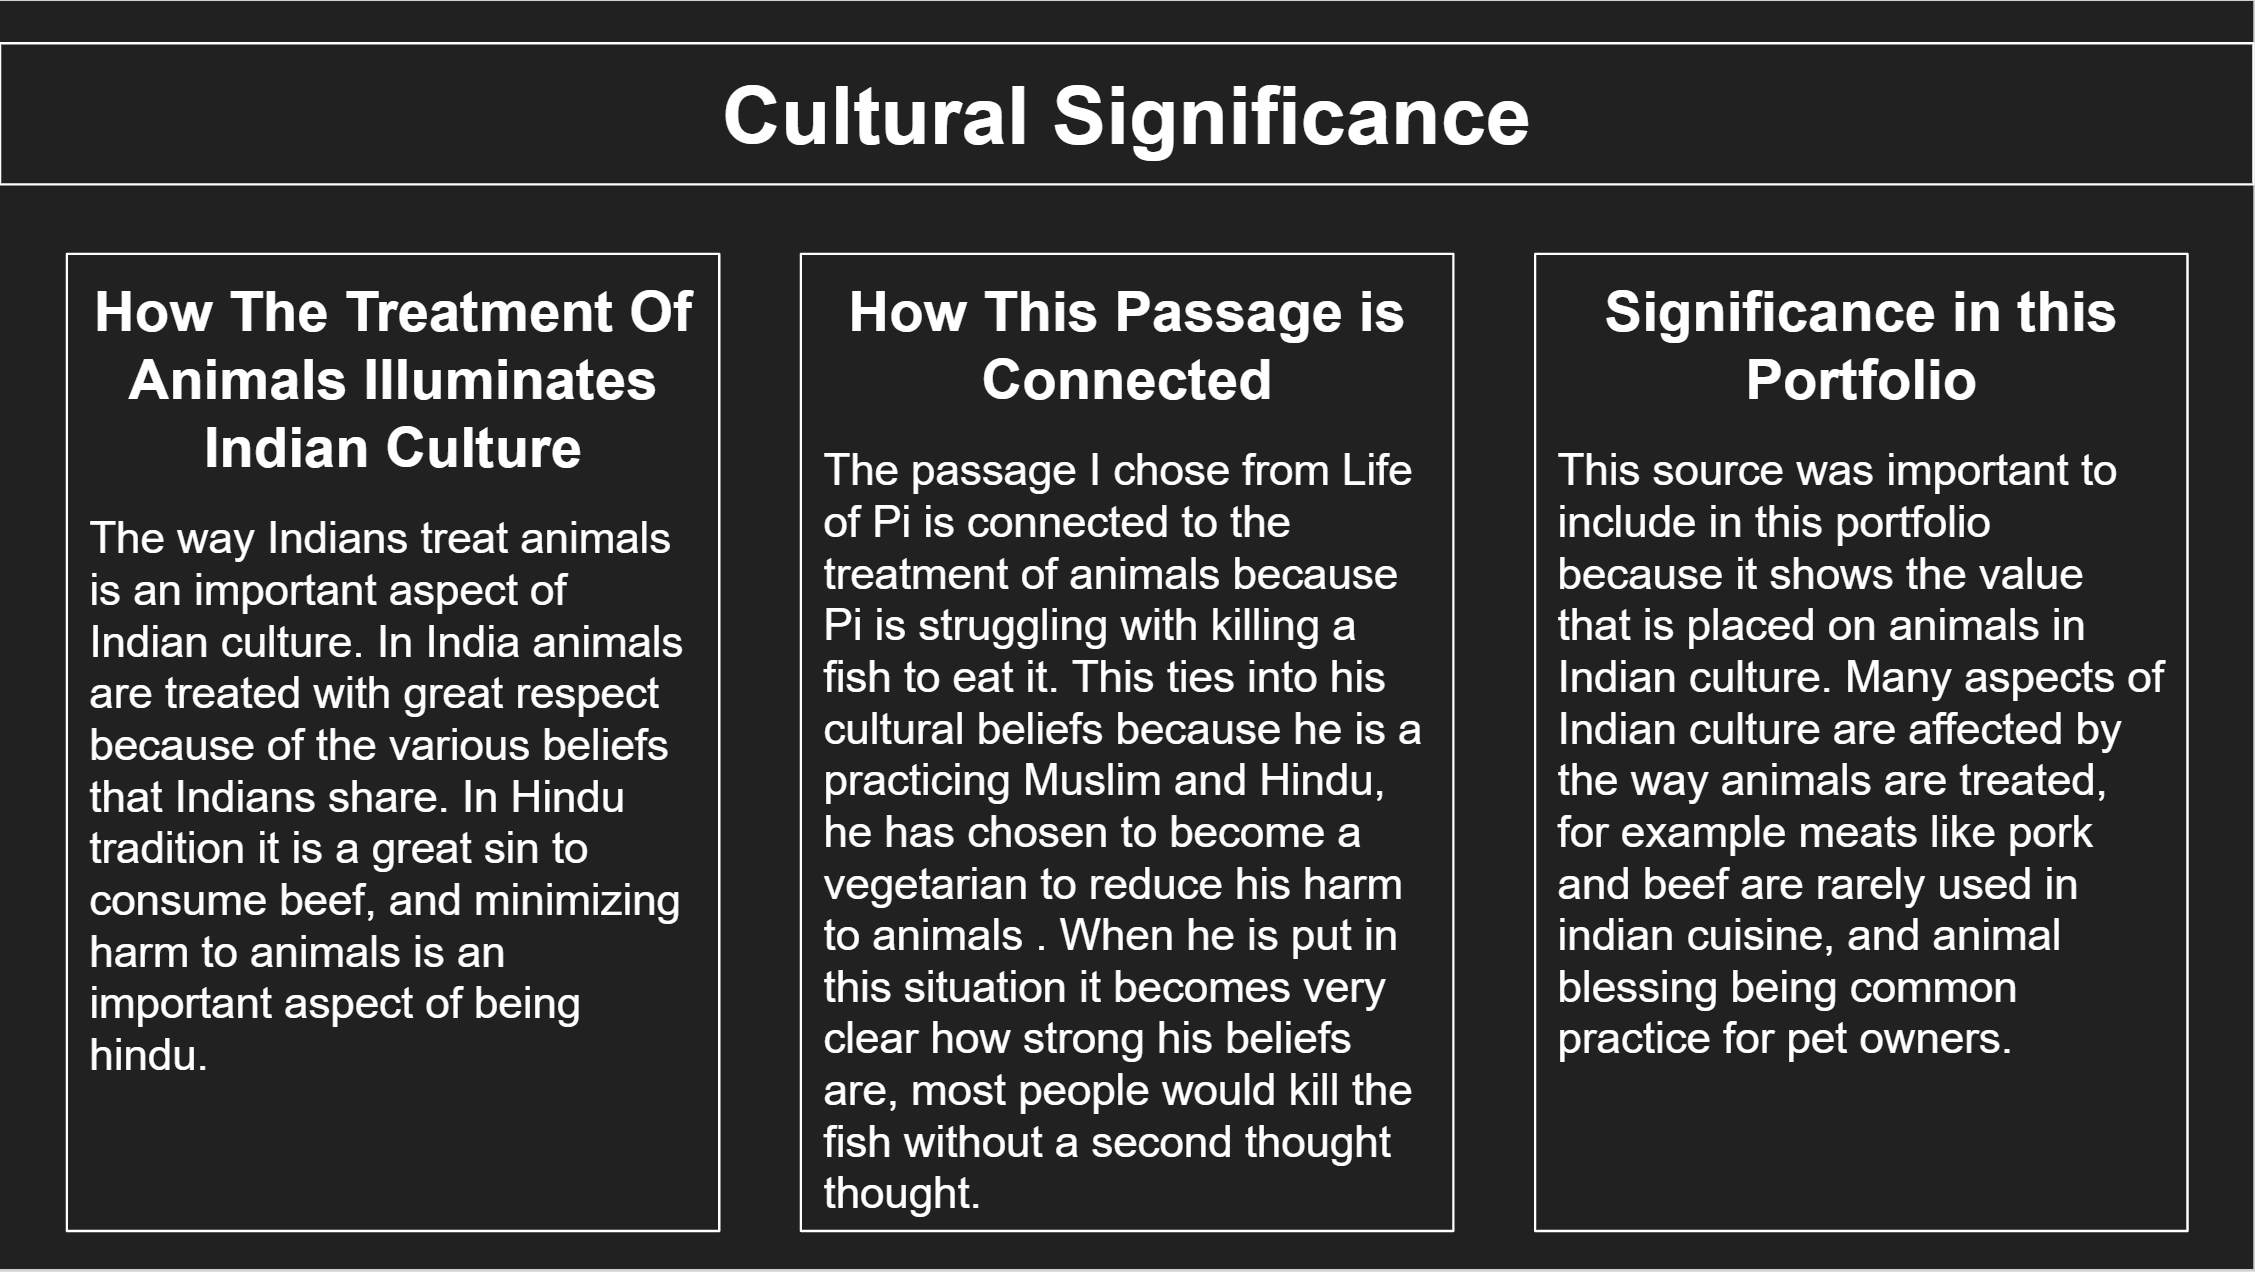 Cultural Significance
How The Treatment Of
Animals Illuminates
Indian Culture
The way Indians treat animals
is an important aspect of
Indian culture. In India animals
are treated with great respect
because of the various beliefs
that Indians share. In Hindu
tradition it is a great sin to
consume beef, and minimizing
harm to animals is an
important aspect of being
hindu.
How This Passage is
Connected
The passage I chose from Life
of Pi is connected to the
treatment of animals because
Pi is struggling with killing a
fish to eat it. This ties into his
cultural beliefs because he is a
practicing Muslim and Hindu,
he has chosen to become a
vegetarian to reduce his harm
to animals . When he is put in
this situation it becomes very
clear how strong his beliefs
are, most people would kill the
fish without a second thought
thought.
Significance in this
Portfolio
This source was important to
include in this portfolio
because it shows the value
that is placed on animals in
Indian culture. Many aspects of
Indian culture are affected by
the way animals are treated,
for example meats like pork
and beef are rarely used in
indian cuisine, and animal
blessing being common
practice for pet owners.